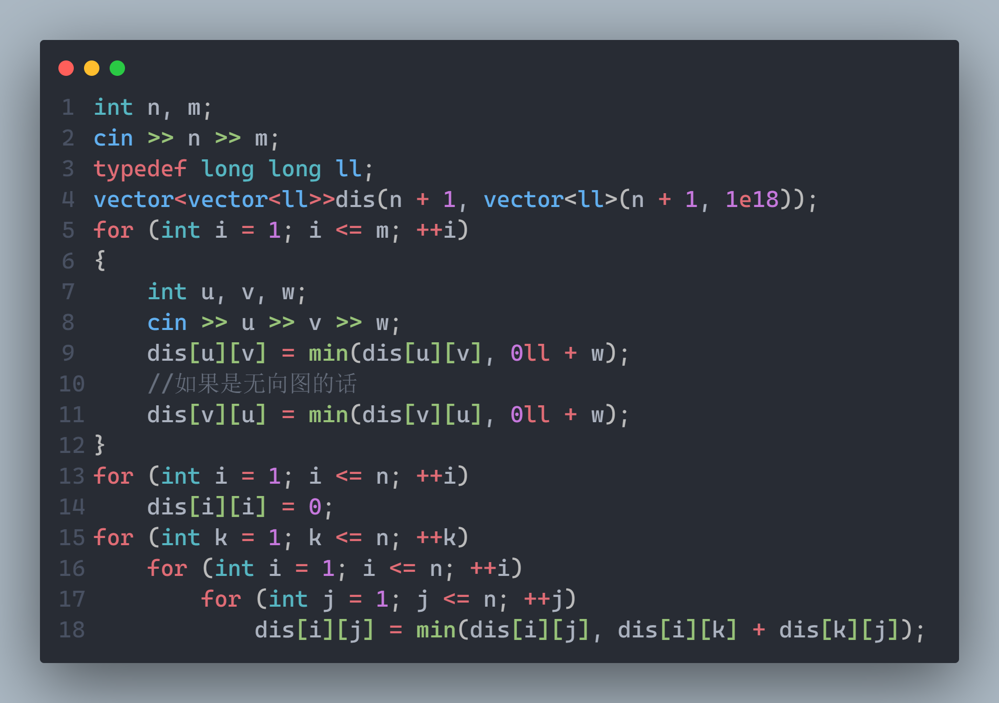 1 int n, m;
2 cin >> n >> m;
3 typedef long long ll;
4 vector<vector<ll>>dis(n + 1, vector<ll>(n + 1, 1e18));
5 for (int i = 1; i <= m; ++i)
6 {
7     int u, v, w;
8     cin >> u >> v >> w;
9     dis[u][v] = min(dis[u][v], 0ll + w);
10     //如果是无向图的话
11     dis[v][u] = min(dis[v][u], 0ll + w);
12 }
13 for (int i = 1; i <= n; ++i)
14     dis[i][i] = 0;
15 for (int k = 1; k <= n; ++k)
16     for (int i = 1; i <= n; ++i)
17         for (int j = 1; j <= n; ++j)
18             dis[i][j] = min(dis[i][j], dis[i][k] + dis[k][j]);